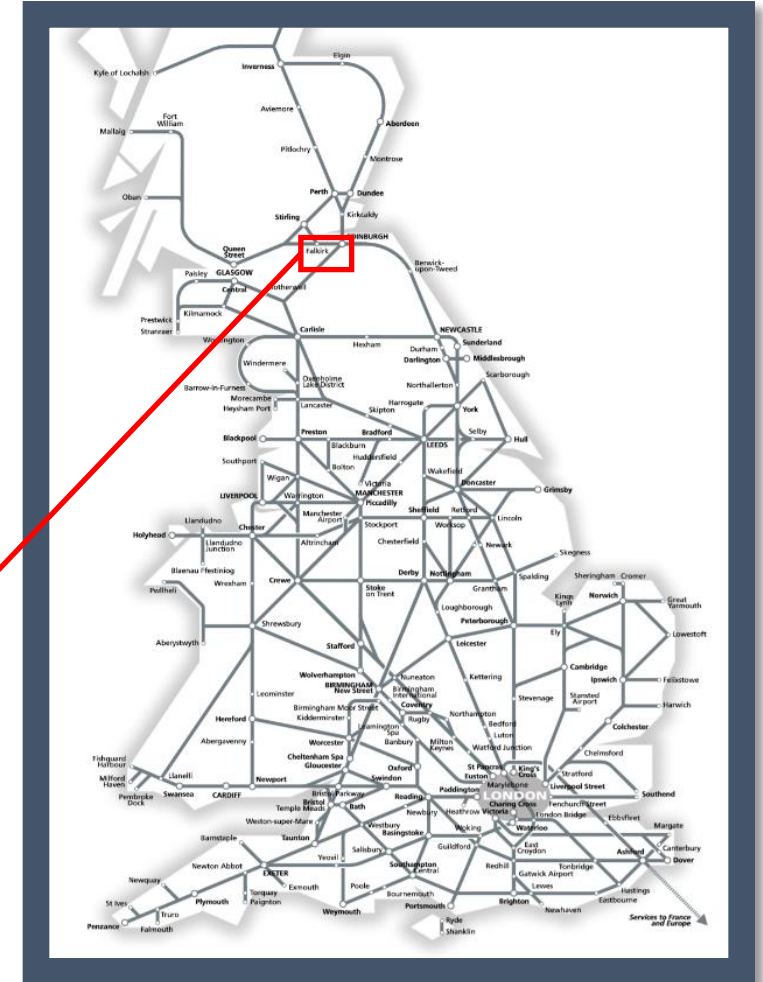 Elgin
Inverness
Kyle of Lochalsh
Aviemore
Fort
William
Aberdeen
Mallaig
Pitlochry
Montrose
Perth
Dundee
Oban
Kirkcaldy
Stirling
EDINBURGH
Queen
Street
Falkirk
Berwick-
upon-Tweed
Paisley
GLASGOW
Central
Motherwell
Kilmarnock
Prestwick
Stranraer
Carlisle
NEWCASTLE
Workington
Hexham
Sunderland
Durham
Darlington
Middlesbrough
Windermere
Scarborough
Oxenholme
Lake District
Barrow-in-Furness
Northallerton
Morecambe
Heysham Port
Lancaster
Harrogate
Skipton
York
Blackpool
Preston
Bradford
Selby
Blackburn
LEEDS
Hull
Southport
Huddersfield
Bolton
Wakefield
Wigan
Victoria
Doncaster
LIVERPOOL
Warrington
MANCHESTER
Piccadilly
Grimsby
Manchester
Airport
Sheffield
Retford
Llandudno
Stockport
Worksop
Lincoln
Holyhead
Chester
Llandudno
Junction
Altrincham
Chesterfield
Newark
Skegness
Blaenau Ffestiniog
Derby
Nottingham
Spalding
Sheringham
Cromer
Pwllheli
Wrexham
Crewe
Stoke
on Trent
Grantham
Kings
Lynn
Norwich
Great
Yarmouth
Loughborough
Shrewsbury
Peterborough
Ely
Lowestoft
Aberystwyth
Stafford
Leicester
Wolverhampton
Nuneaton
Kettering
Cambridge
BIRMINGHAM
New Street
Birmingham
International
Ipswich
Felixstowe
Leominster
Coventry
Stevenage
Stansted
Airport
Harwich
Birmingham Moor Street
Kidderminster
Rugby
Northampton
Hereford
Leamington
Spa
Bedford
Colchester
Worcester
Banbury
Milton
Keynes
Luton
Abergavenny
Watford Junction
Chelmsford
Fishguard
Harbour
Cheltenham Spa
Gloucester
Oxford
St Pancras
King's
Cross
Euston
Stratford
Milford
Haven
Llanelli
Newport
Swindon
Marylebone
Liverpool Street
Pembroke
Dock
Swansea
CARDIFF
Bristol Parkway
Reading
Paddington
LONDON
Southend
Bristol
Temple Meads
Bath
Newbury
Heathrow
Victoria
Charing Cross
Fenchurch Street
London Bridge
Ebbsfleet
Weston-super-Mare
Westbury
Basingstoke
Woking
Waterloo
Margate
Barnstaple
Taunton
Salisbury
Guildford
East
Croydon
Canterbury
Ashford
Dover
Newton Abbot
Yeovil
Southampton
Central
Redhill
Tonbridge
Gatwick Airport
EXETER
Newquay
Exmouth
Poole
Bournemouth
Lewes
Hastings
Eastbourne
St Ives
Truro
Plymouth
Torquay
Paignton
Weymouth
Portsmouth
Brighton
Newhaven
Penzance
Falmouth
Ryde
Shanklin
Services to France
and Europe